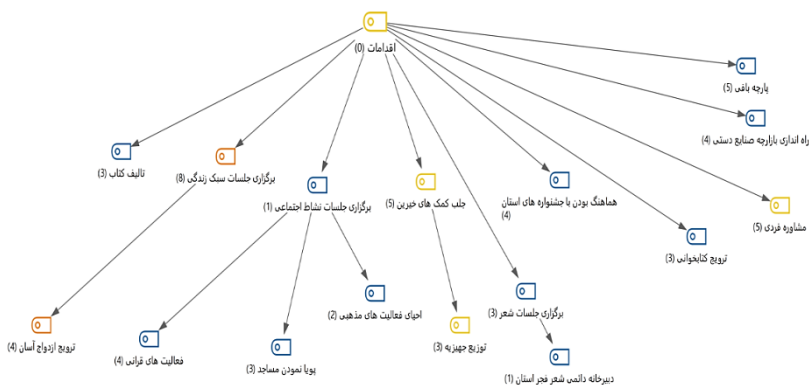 اقدامات (0)
پارچه بافی (5)
راه اندازی بازارچه صنایع دستی (4)
تالیف کتاب (3)
برگزاری جلسات سبک زندگی (8)
برگزاری جلسات نشاط اجتماعی (1)
جلب کمک های خیرین (5)
هماهنگ بودن با جشنواره های استان
(4)
مشاوره فردی (5)
ترویج کتابخوانی (3)
احیای فعالیت های مذهبی (2)
برگزاری جلسات شعر (3)
ترویج ازدواج آسان (4)
فعالیت های قرانی (4)
پویا نمودن مساجد (3)
توزیع جهیزیه (3)
دبیرخانه دائمی شعر فجر استان (1)